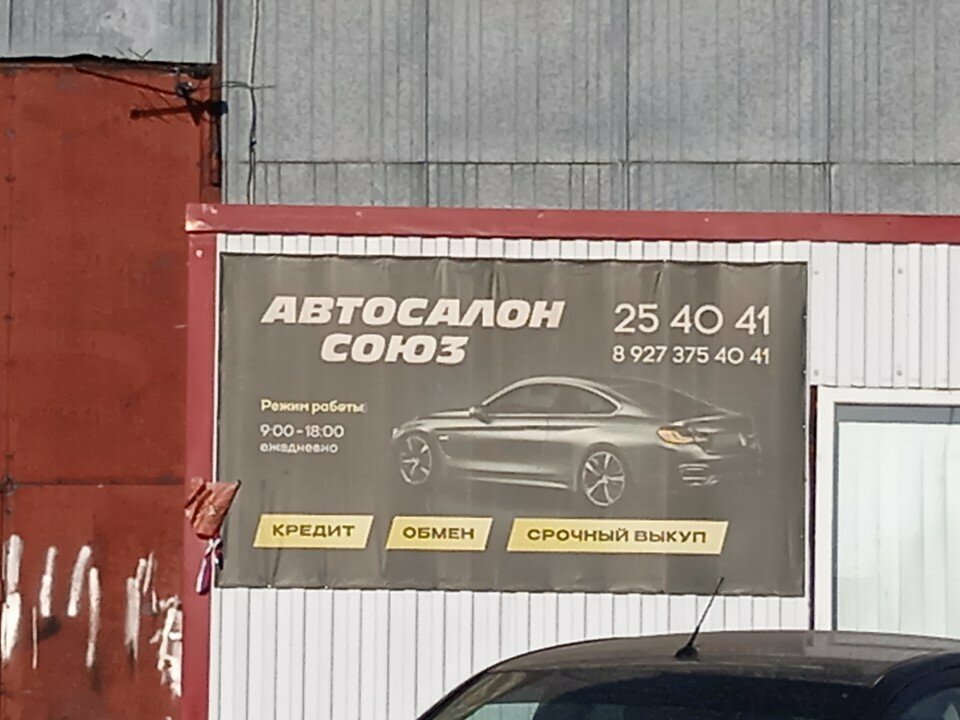 АВТОСАЛОН
СОЮЗ
25 40 41
8 927 375 40 41
Режим работы:
9:00-18:00
ежедневно
КРЕДИТ
ОБМЕН
СРОЧНЫЙ ВЫКУП